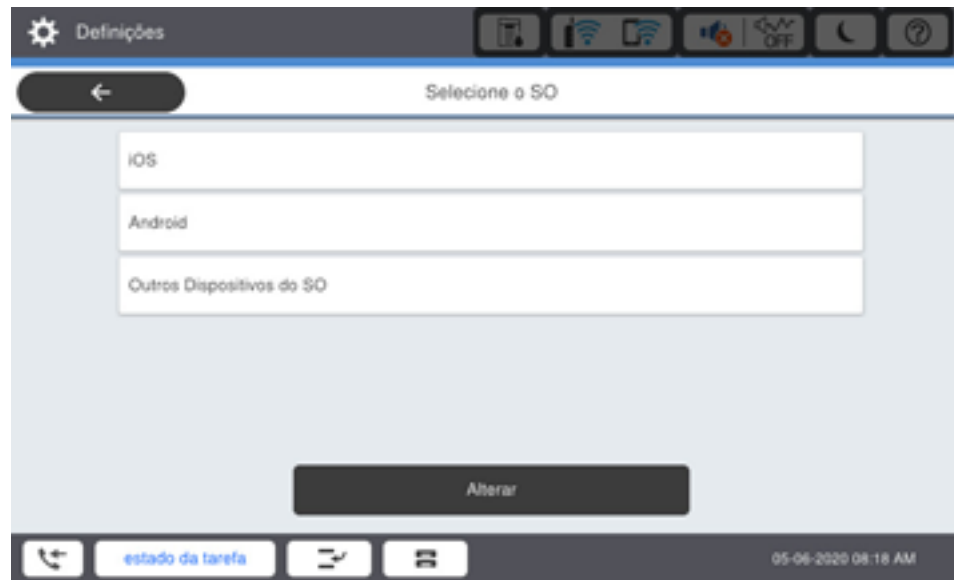 Definições
OFF
Selecione o SO
iOS
Android
Outros Dispositivos do SO
Alterar
estado da tarefa
05-06-2020 08:18 AM